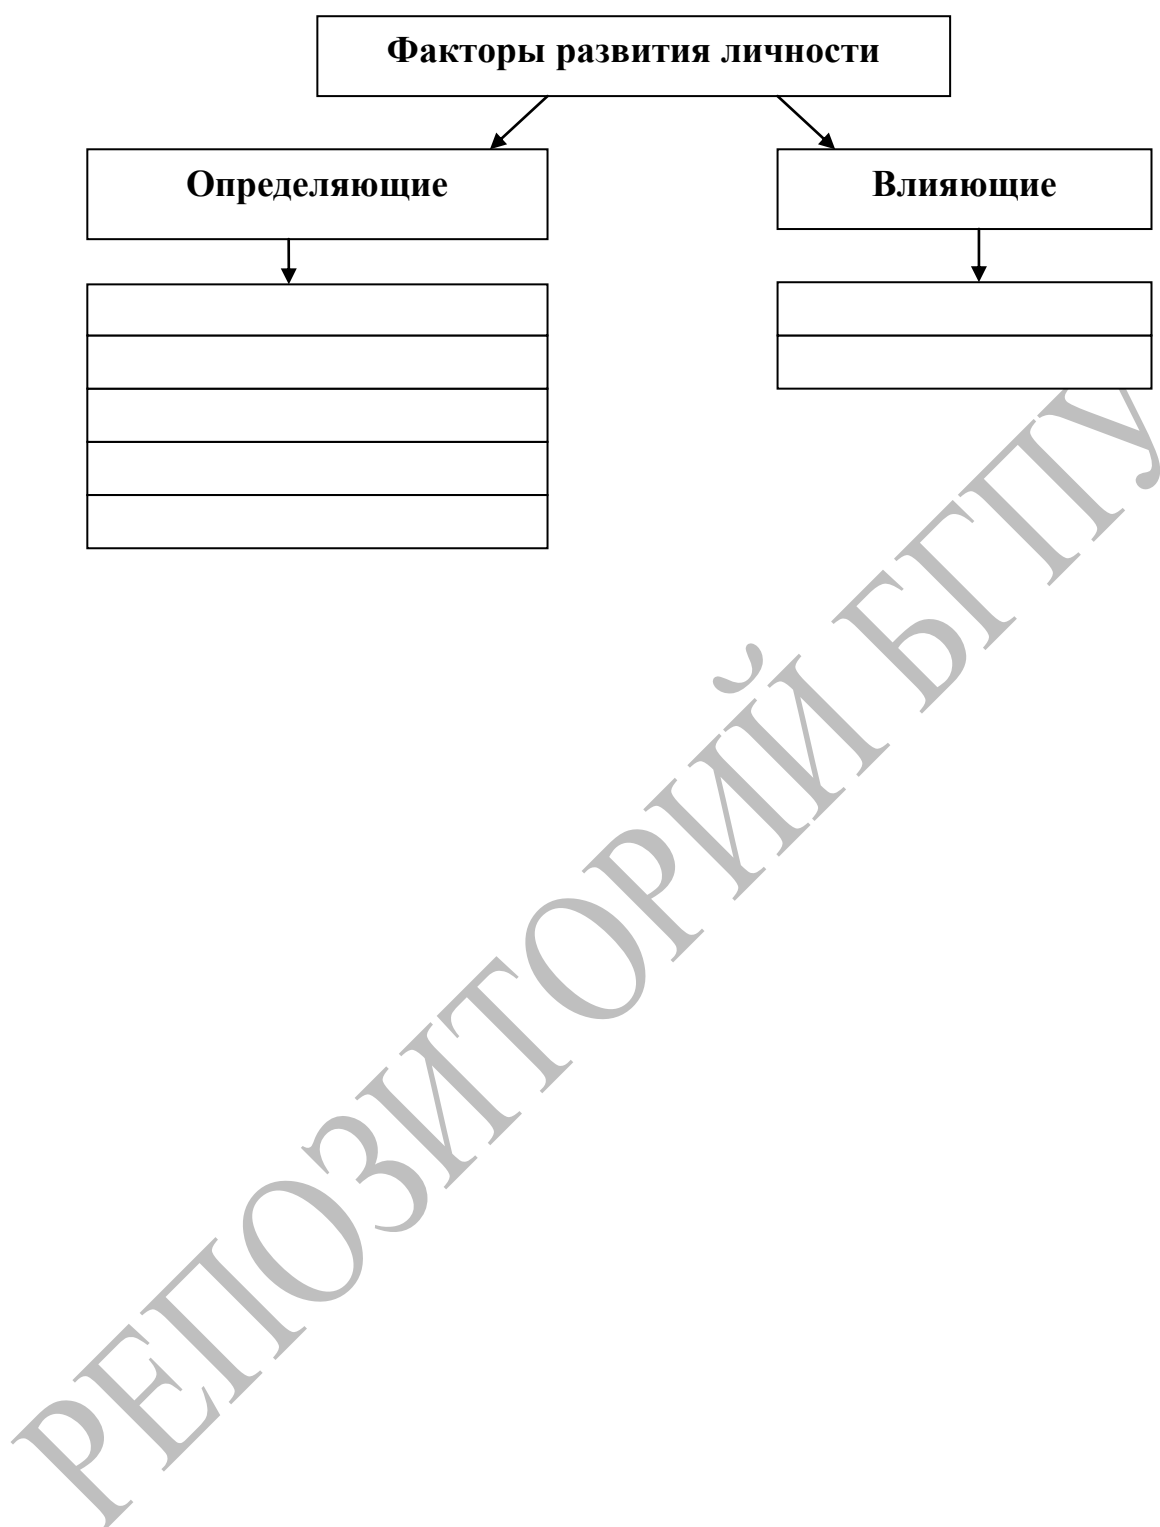 Факторы развития личности
Определяющие
Влияющие
РЕПОЗИТОРИЙ БГПУ